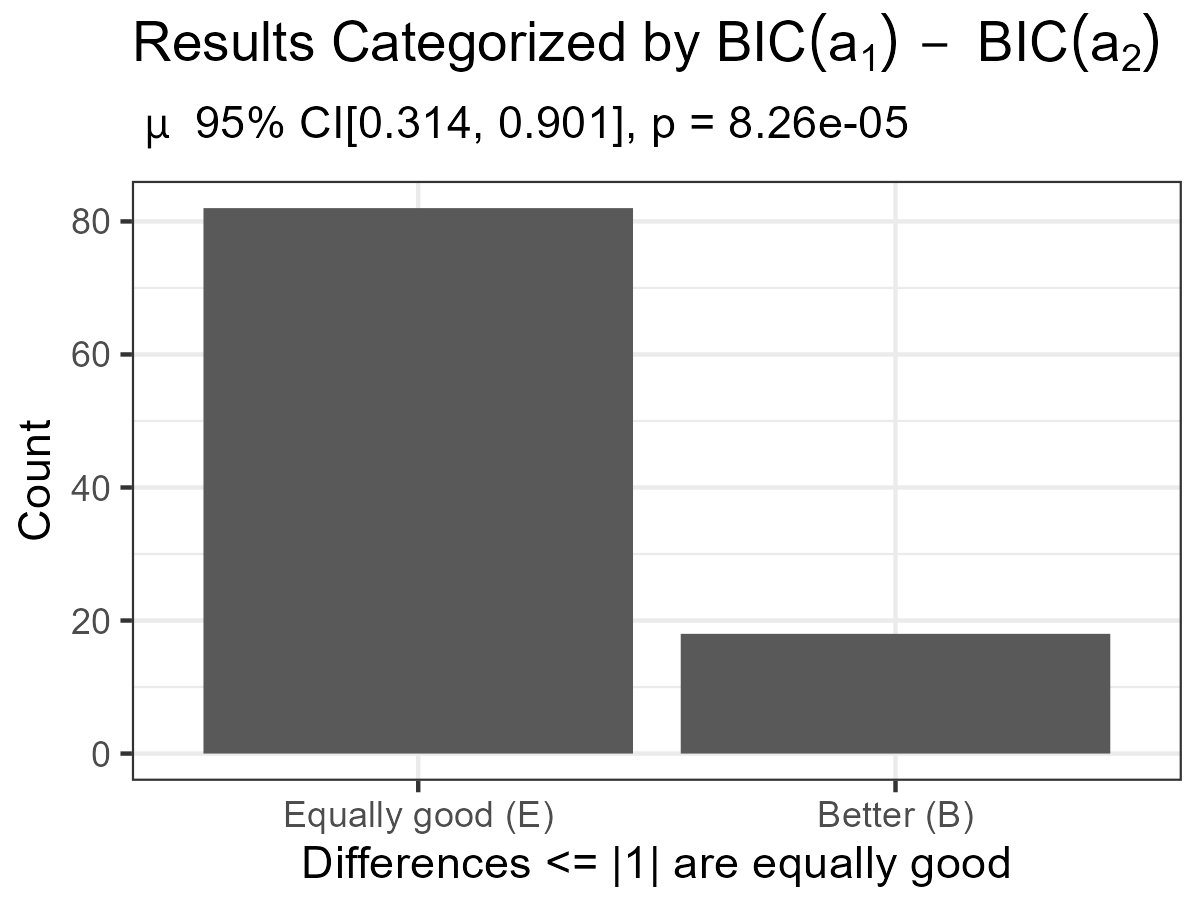 Results Categorized by BIC(a₁) − BIC(a₂)
μ 95% CI[0.314, 0.901], p = 8.26e-05
80
60
40
20
0
Count
Equally good (E)
Better (B)
Differences <= |1| are equally good